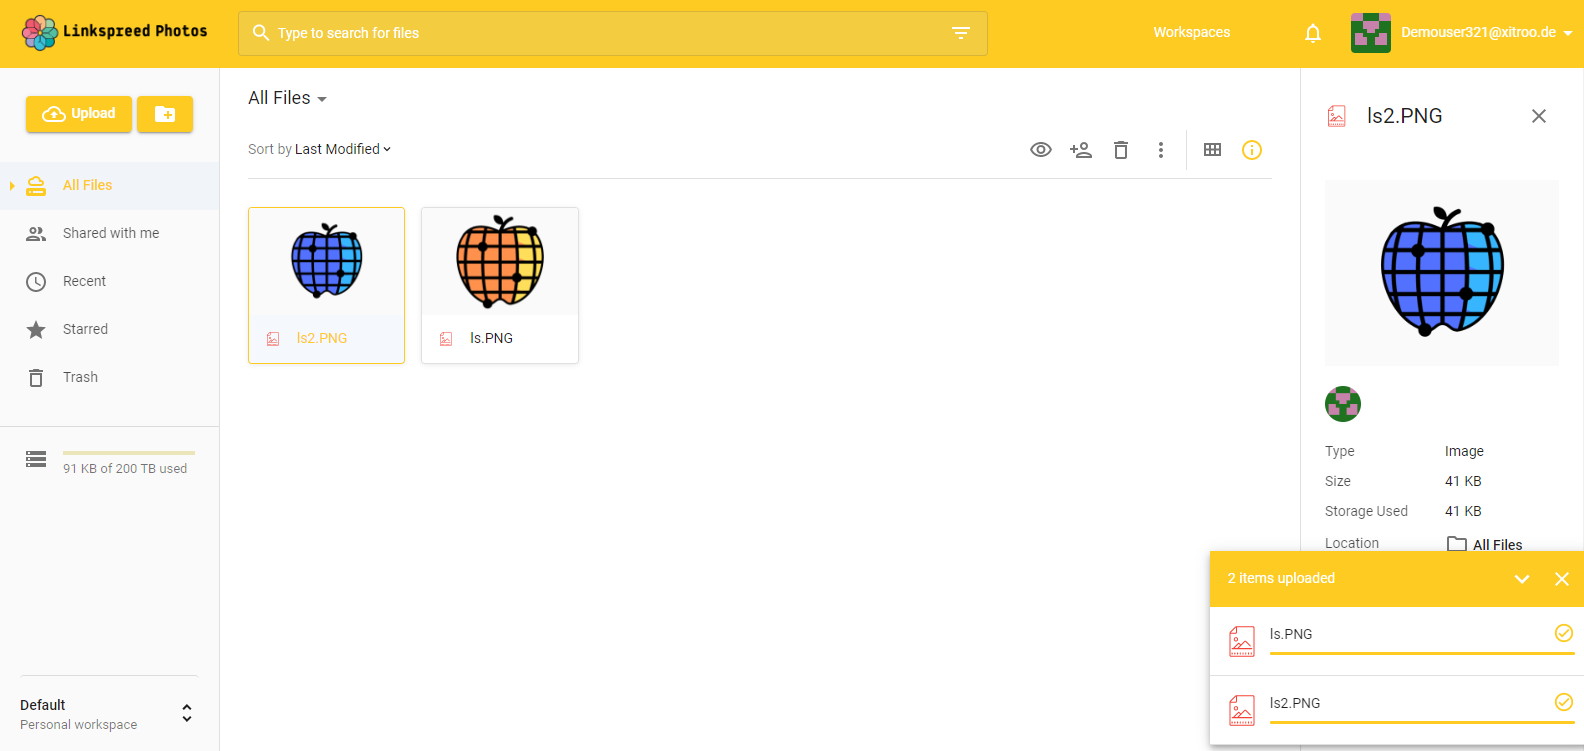 Linkspreed Photos
Type to search for files
Workspaces
Demouser321@xitroo.de
Upload
All Files
Shared with me
Recent
Starred
Trash
91 KB of 200 TB used
Default
Personal workspace
All Files
Sort by Last Modified
ls2.PNG
ls.PNG
ls2.PNG
Type Image
Size 41 KB
Storage Used 41 KB
Location All Files
2 items uploaded
ls.PNG
ls2.PNG